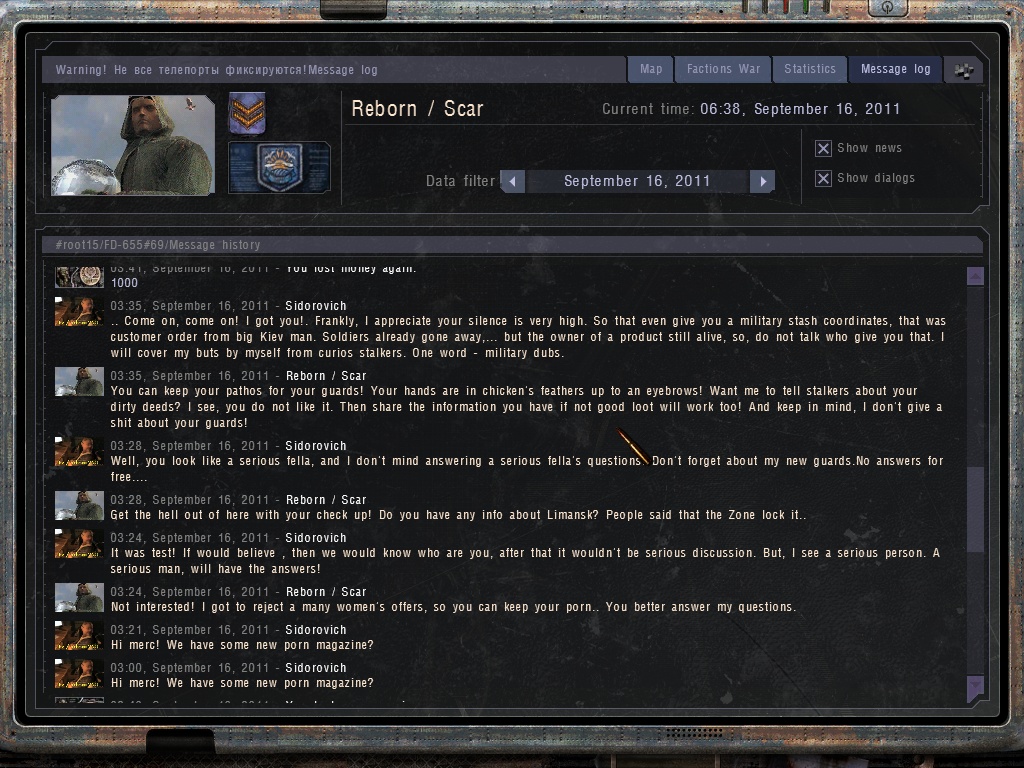 Warning! Не все телепорты фиксируются!Message log
Map
Factions War
Statistics
Message log
Reborn / Scar
Current time: 06:38, September 16, 2011
Show news
Data filter
September 16, 2011
Show dialogs
#root15/FD-655#69/Message history
03:41, September 16, 2011 - You lost money again.
1000
03:35, September 16, 2011 - Sidorovich
.. Come on, come on! I got you!. Frankly, I appreciate your silence is very high. So that even give you a military stash coordinates, that was
customer order from big Kiev man. Soldiers already gone away,... but the owner of a product still alive, so, do not talk who give you that. I
will cover my buts by myself from curios stalkers. One word - military dubs.
03:35, September 16, 2011 - Reborn / Scar
You can keep your pathos for your guards! Your hands are in chicken's feathers up to an eyebrows! Want me to tell stalkers about your
dirty deeds? I see, you do not like it. Then share the information you have if not good loot will work too! And keep in mind, I don't give a
shit about your guards!
03:28, September 16, 2011 - Sidorovich
Well, you look like a serious fella, and I don't mind answering a serious fella's questions. Don't forget about my new guards.No answers for
free....
03:28, September 16, 2011 - Reborn / Scar
Get the hell out of here with your check up! Do you have any info about Limansk? People said that the Zone lock it..
03:24, September 16, 2011 - Sidorovich
It was test! If would believe , then we would know who are you, after that it wouldn't be serious discussion. But, I see a serious person. A
serious man, will have the answers!
03:24, September 16, 2011 - Reborn / Scar
Not interested! I got to reject a many women's offers, so you can keep your porn.. You better answer my questions.
03:21, September 16, 2011 - Sidorovich
Hi merc! We have some new porn magazine?
03:00, September 16, 2011 - Sidorovich
Hi merc! We have some new porn magazine?